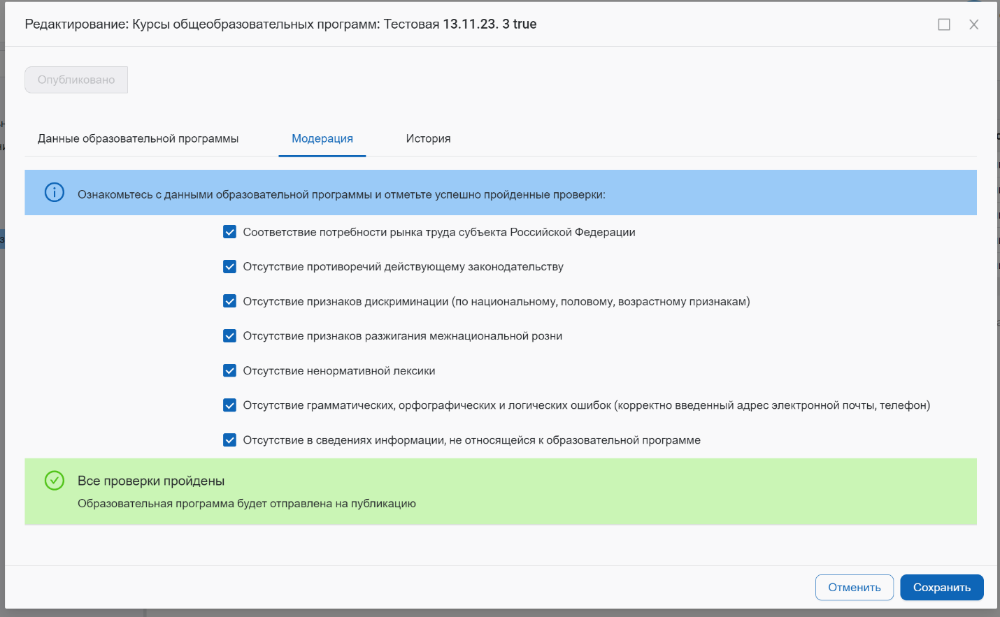 Редактирование: Курсы общеобразовательных программ: Тестовая 13.11.23. 3 true
Опубликовано
Данные образовательной программы
Модерация
История
Ознакомьтесь с данными образовательной программы и отметьте успешно пройденные проверки:
Соответствие потребности рынка труда субъекта Российской Федерации
Отсутствие противоречий действующему законодательству
Отсутствие признаков дискриминации (по национальному, половому, возрастному признакам)
Отсутствие признаков разжигания межнациональной розни
Отсутствие ненормативной лексики
Отсутствие грамматических, орфографических и логических ошибок (корректно введенный адрес электронной почты, телефон)
Отсутствие в сведениях информации, не относящейся к образовательной программе
Все проверки пройдены
Образовательная программа будет отправлена на публикацию
Отменить
Сохранить